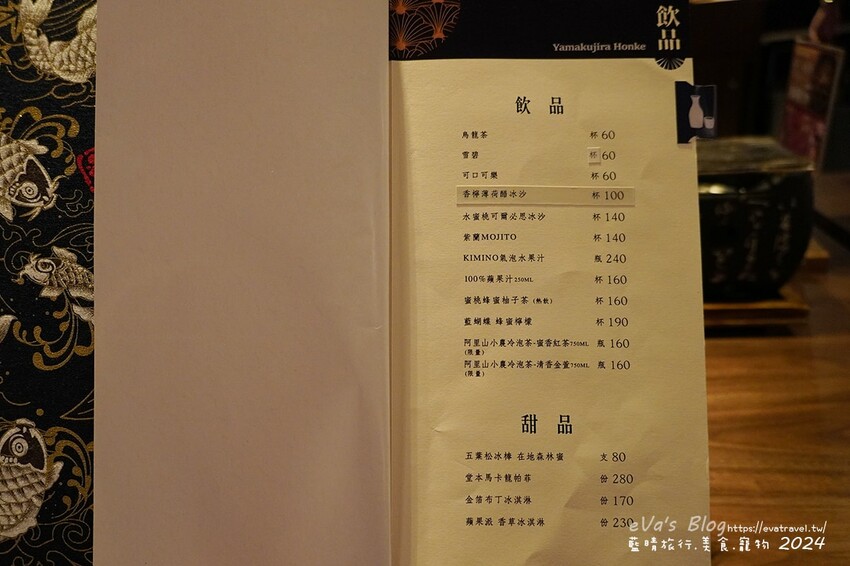 飲品
Yamakujira Honke
飲品
烏龍茶 杯 60
雪碧 杯 60
可口可樂 杯 60
香檸薄荷醋冰沙 杯 100
水蜜桃可爾必思冰沙 杯 140
紫蘭MOJITO 杯 140
KIMINO氣泡水果汁 瓶 240
100%蘋果汁250ML 杯 160
蜜桃蜂蜜柚子茶 (熱飲) 杯 160
藍蝴蝶 蜂蜜檸檬 杯 190
阿里山小農冷泡茶-蜜香紅茶750ML 瓶 160
(限量)
阿里山小農冷泡茶-清香金萱750ML 瓶 160
(限量)
甜品
五葉松冰棒 在地森林蜜 支 80
堂本馬卡龍帕菲 份 280
金箔布丁冰淇淋 份 170
蘋果派 香草冰淇淋 份 230
eVa's Blog https://evatravel.tw/
藍晴旅行.美食.寵物 2024